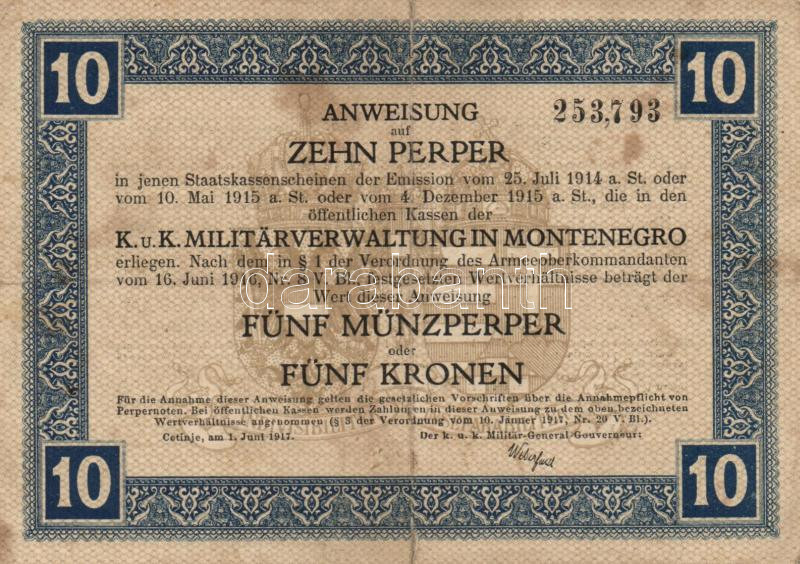 10 10
ANWEISUNG 253,793
auf
ZEHN PERPER
in jenen Staatskassenscheinen der Emission vom 25. Juli 1914 a. St. oder
vom 10. Mai 1915 a. St. oder vom 4. Dezember 1915 a. St., die in den
öffentlichen Kassen der
K. u. K. MILITÄRVERWALTUNG IN MONTENEGRO
erliegen. Nach dem in § 1 der Verordnung des Armeeoberkommandanten
vom 16. Juni 1916, Nr. V. Bl. festgesetzten Wertverhältnisse beträgt der
Wert dieser Anweisung
FÜNF MÜNZPERPER
oder
FÜNF KRONEN
Für die Annahme dieser Anweisung gelten die gesetzlichen Vorschriften über die Annahmepflicht von
Perpernoten. Bei öffentlichen Kassen werden Zahlungen in dieser Anweisung zu dem oben bezeichneten
Wertverhältnisse angenommen (§ 3 der Verordnung vom 10. Jänner 1917, Nr. 20 V. Bl.).
Cetinje, am 1. Juni 1917. Der k. u. k. Militär-General-Gouverneur:
10 10
darabanth